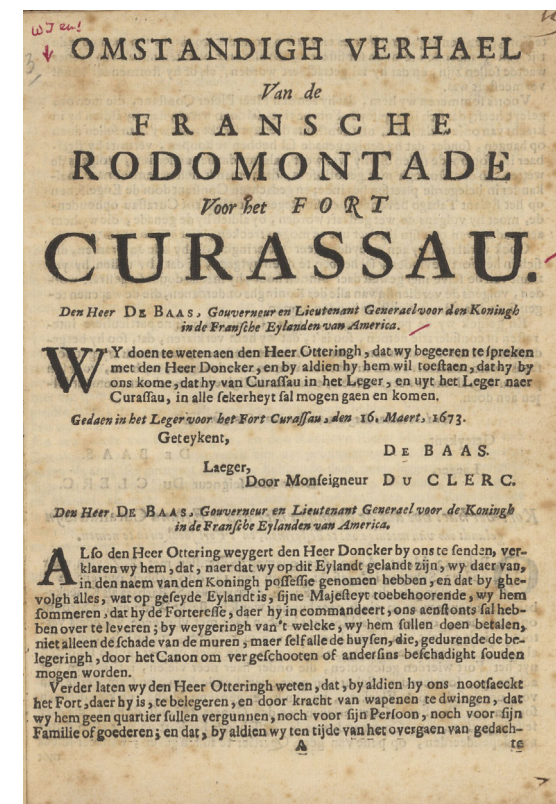 WJ en!
OMSTANDIGH VERHAEL
Van de
FRANSCHE
RODOMONTADE
Voor het FORT
CURASSAU.
Den Heer DE BAAS, Gouverneur en Lieutenant Generael voor den Koningh
in de Fransche Eylanden van America.
WY doen te weten aen den Heer Otteringh, dat wy begeeren te spreken
met den Heer Doncker, en by aldien hy hem wil toestaen, dat hy by
ons kome, dat hy van Curassau in het Leger, en uyt het Leger naer
Curassau, in alle sekerheyt sal mogen gaen en komen.
Gedaen in het Leger voor het Fort Curassau, den 16. Maert, 1673.
Geteykent,
DE BAAS.
Laeger,
Door Monseigneur DU CLERC.
Den Heer DE BAAS, Gouverneur en Lieutenant Generael voor de Koningh
in de Fransche Eylanden van America.
ALso den Heer Ottering weygert den Heer Doncker by ons te senden, ver-
klaren wy hem, dat, naer dat wy op dit Eylandt gelandt zijn, wy daer van,
in den naem van den Koningh possessie genomen hebben, en dat by ghe-
volgh alles, wat op geseyde Eylandt is, sijne Majesteyt toebehoorende, wy hem
sommeren, dat hy de Forteresse, daer hy in commandeert, ons aenstonts sal heb-
ben over te leveren; by weygeringh van 't welcke, wy hem sullen doen betalen,
niet alleen de schade van de muren, maer self alle de huysen, die, gedurende de be-
legeringh, door het Canon om vergeschooten of andersins beschadight souden
mogen worden.
Verder laten wy den Heer Otteringh weten, dat, by aldien hy ons nootsaeckt
het Fort, daer hy is, te belegeren, en door kracht van wapenen te dwingen, dat
wy hem geen quartier sullen vergunnen, noch voor sijn Persoon, noch voor sijn
Familie of goederen; en dat, by aldien wy ten tijde van het overgaen van gedach-
A te